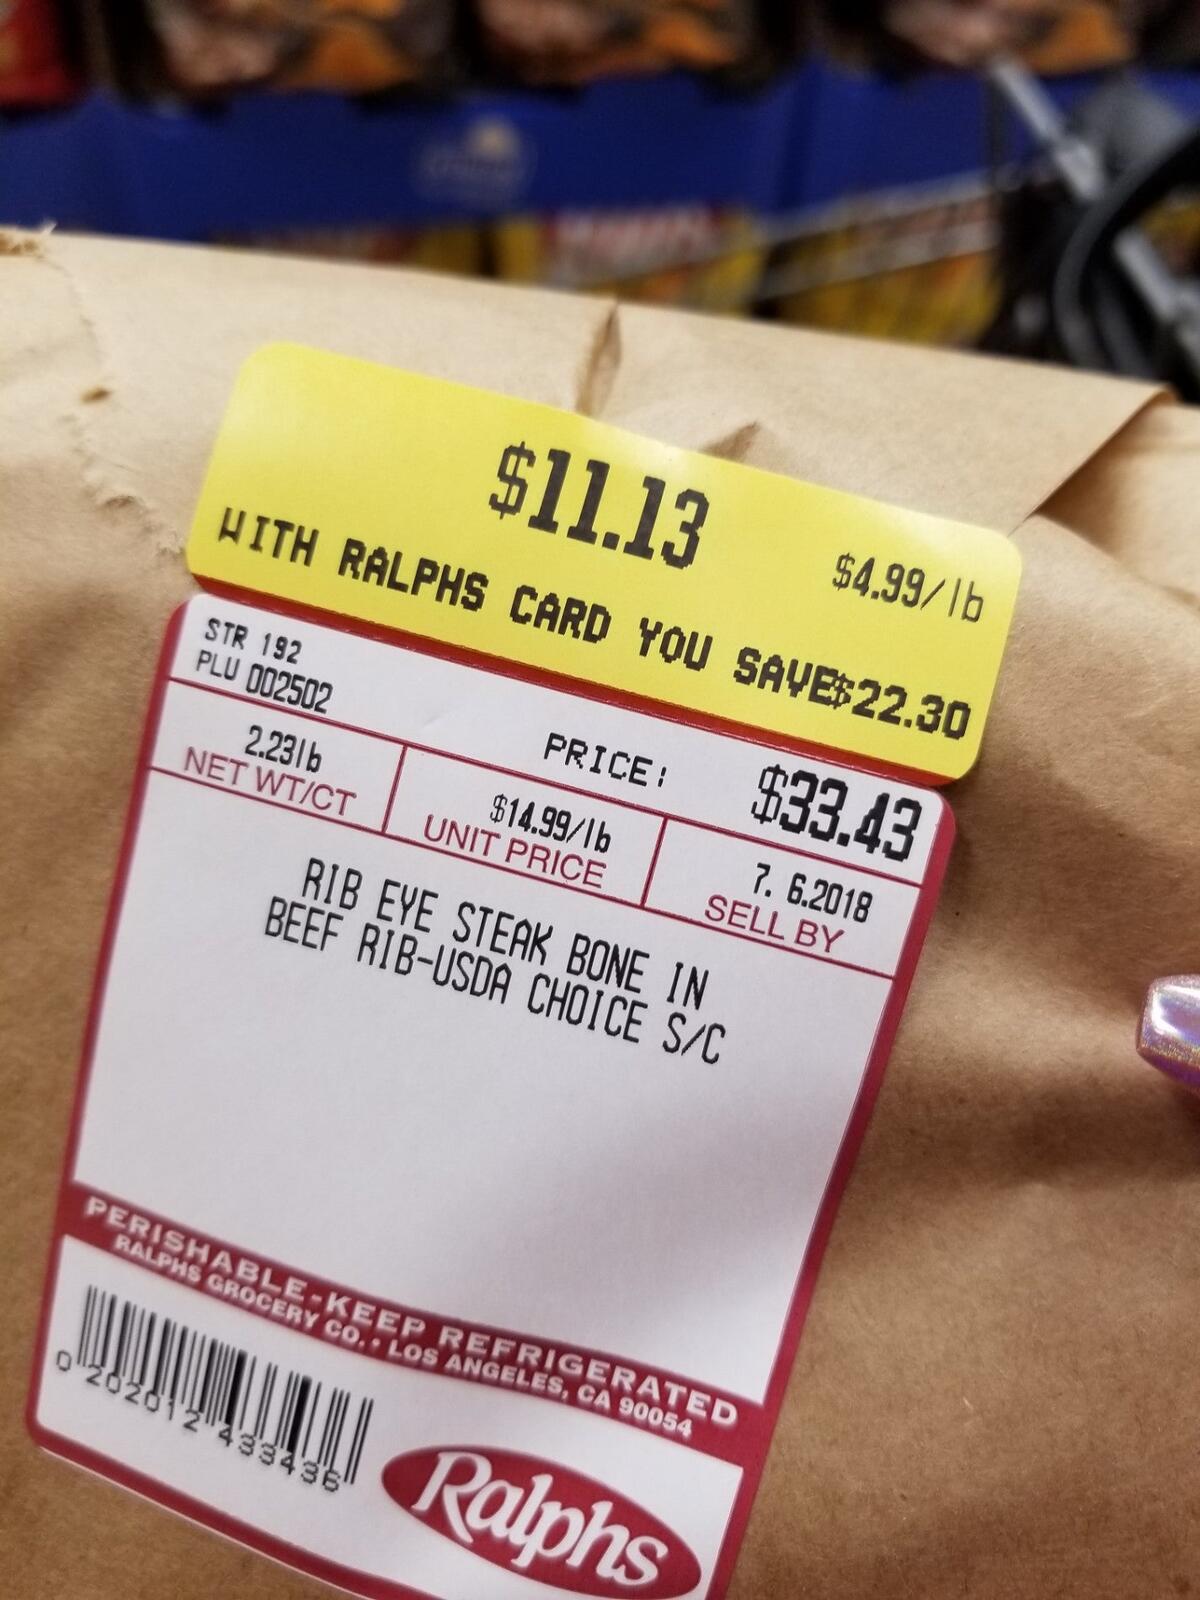 $11.13
$4.99/lb
WITH RALPHS CARD YOU SAVE$22.30
STR 192
PLU 002502
PRICE: $33.43
2.23lb
NET WT/CT
$14.99/lb
UNIT PRICE
7. 6.2018
SELL BY
RIB EYE STEAK BONE IN
BEEF RIB-USDA CHOICE S/C
PERISHABLE-KEEP REFRIGERATED
RALPHS GROCERY CO. • LOS ANGELES, CA 90054
0 202012 433436
Ralphs